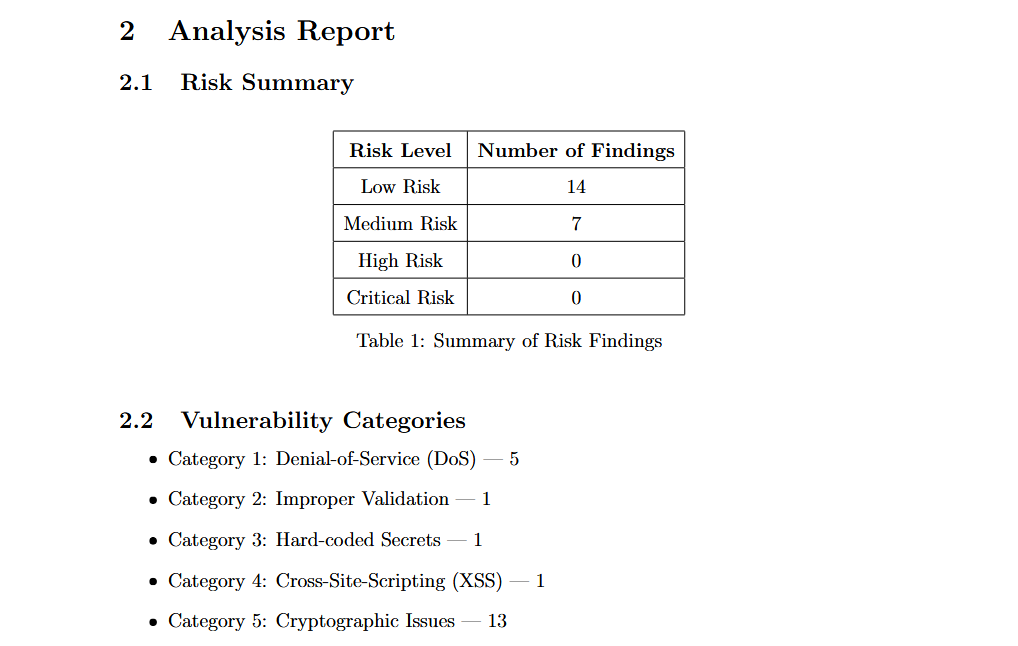 2 Analysis Report
2.1 Risk Summary
Risk Level Number of Findings
Low Risk 14
Medium Risk 7
High Risk 0
Critical Risk 0
Table 1: Summary of Risk Findings
2.2 Vulnerability Categories
• Category 1: Denial-of-Service (DoS) — 5
• Category 2: Improper Validation — 1
• Category 3: Hard-coded Secrets — 1
• Category 4: Cross-Site-Scripting (XSS) — 1
• Category 5: Cryptographic Issues — 13